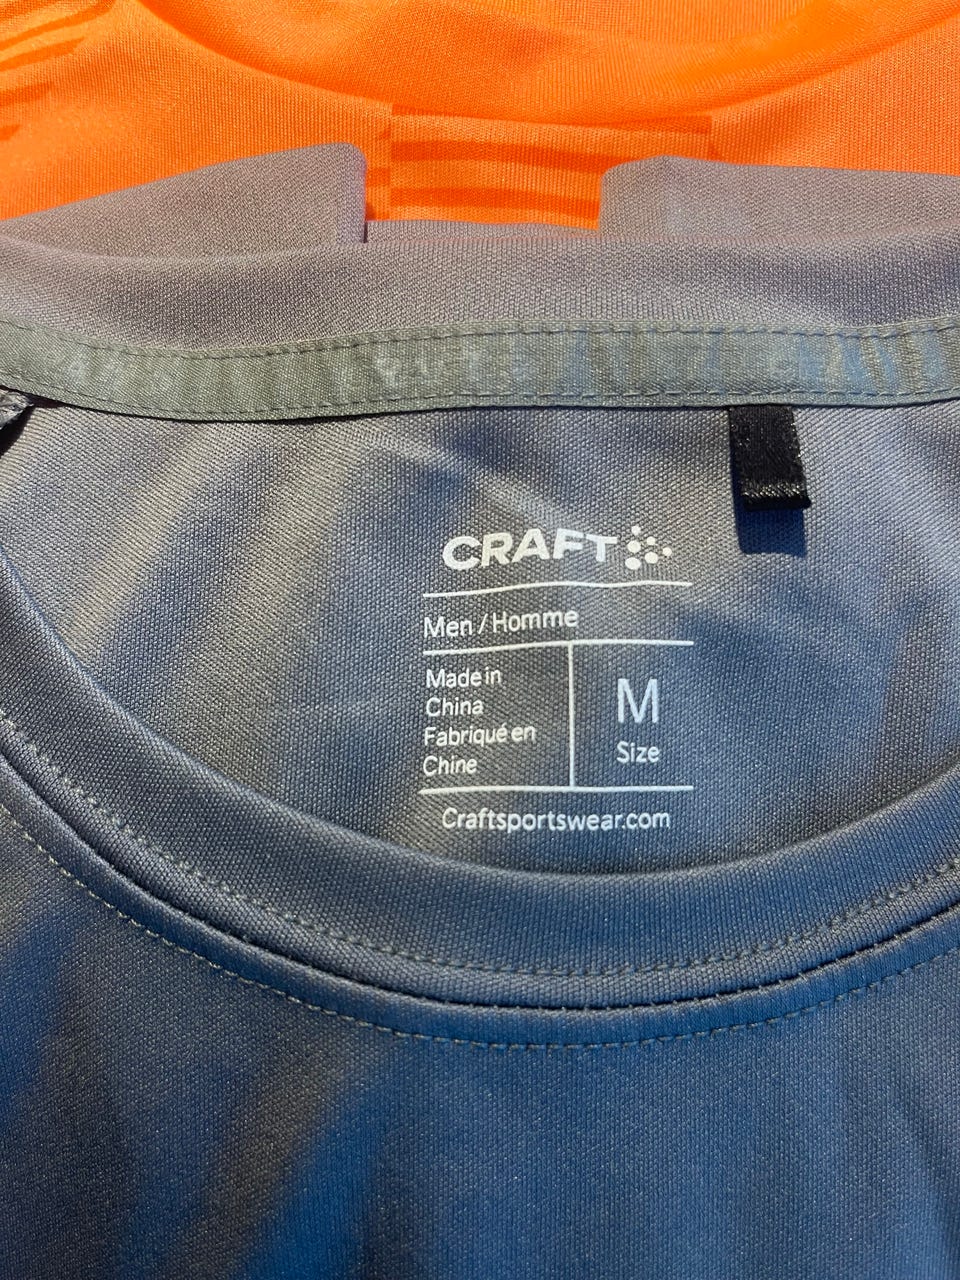 CRAFT
Men / Homme
Made in
China
Fabriqué en
Chine
M
Size
Craftsportswear.com